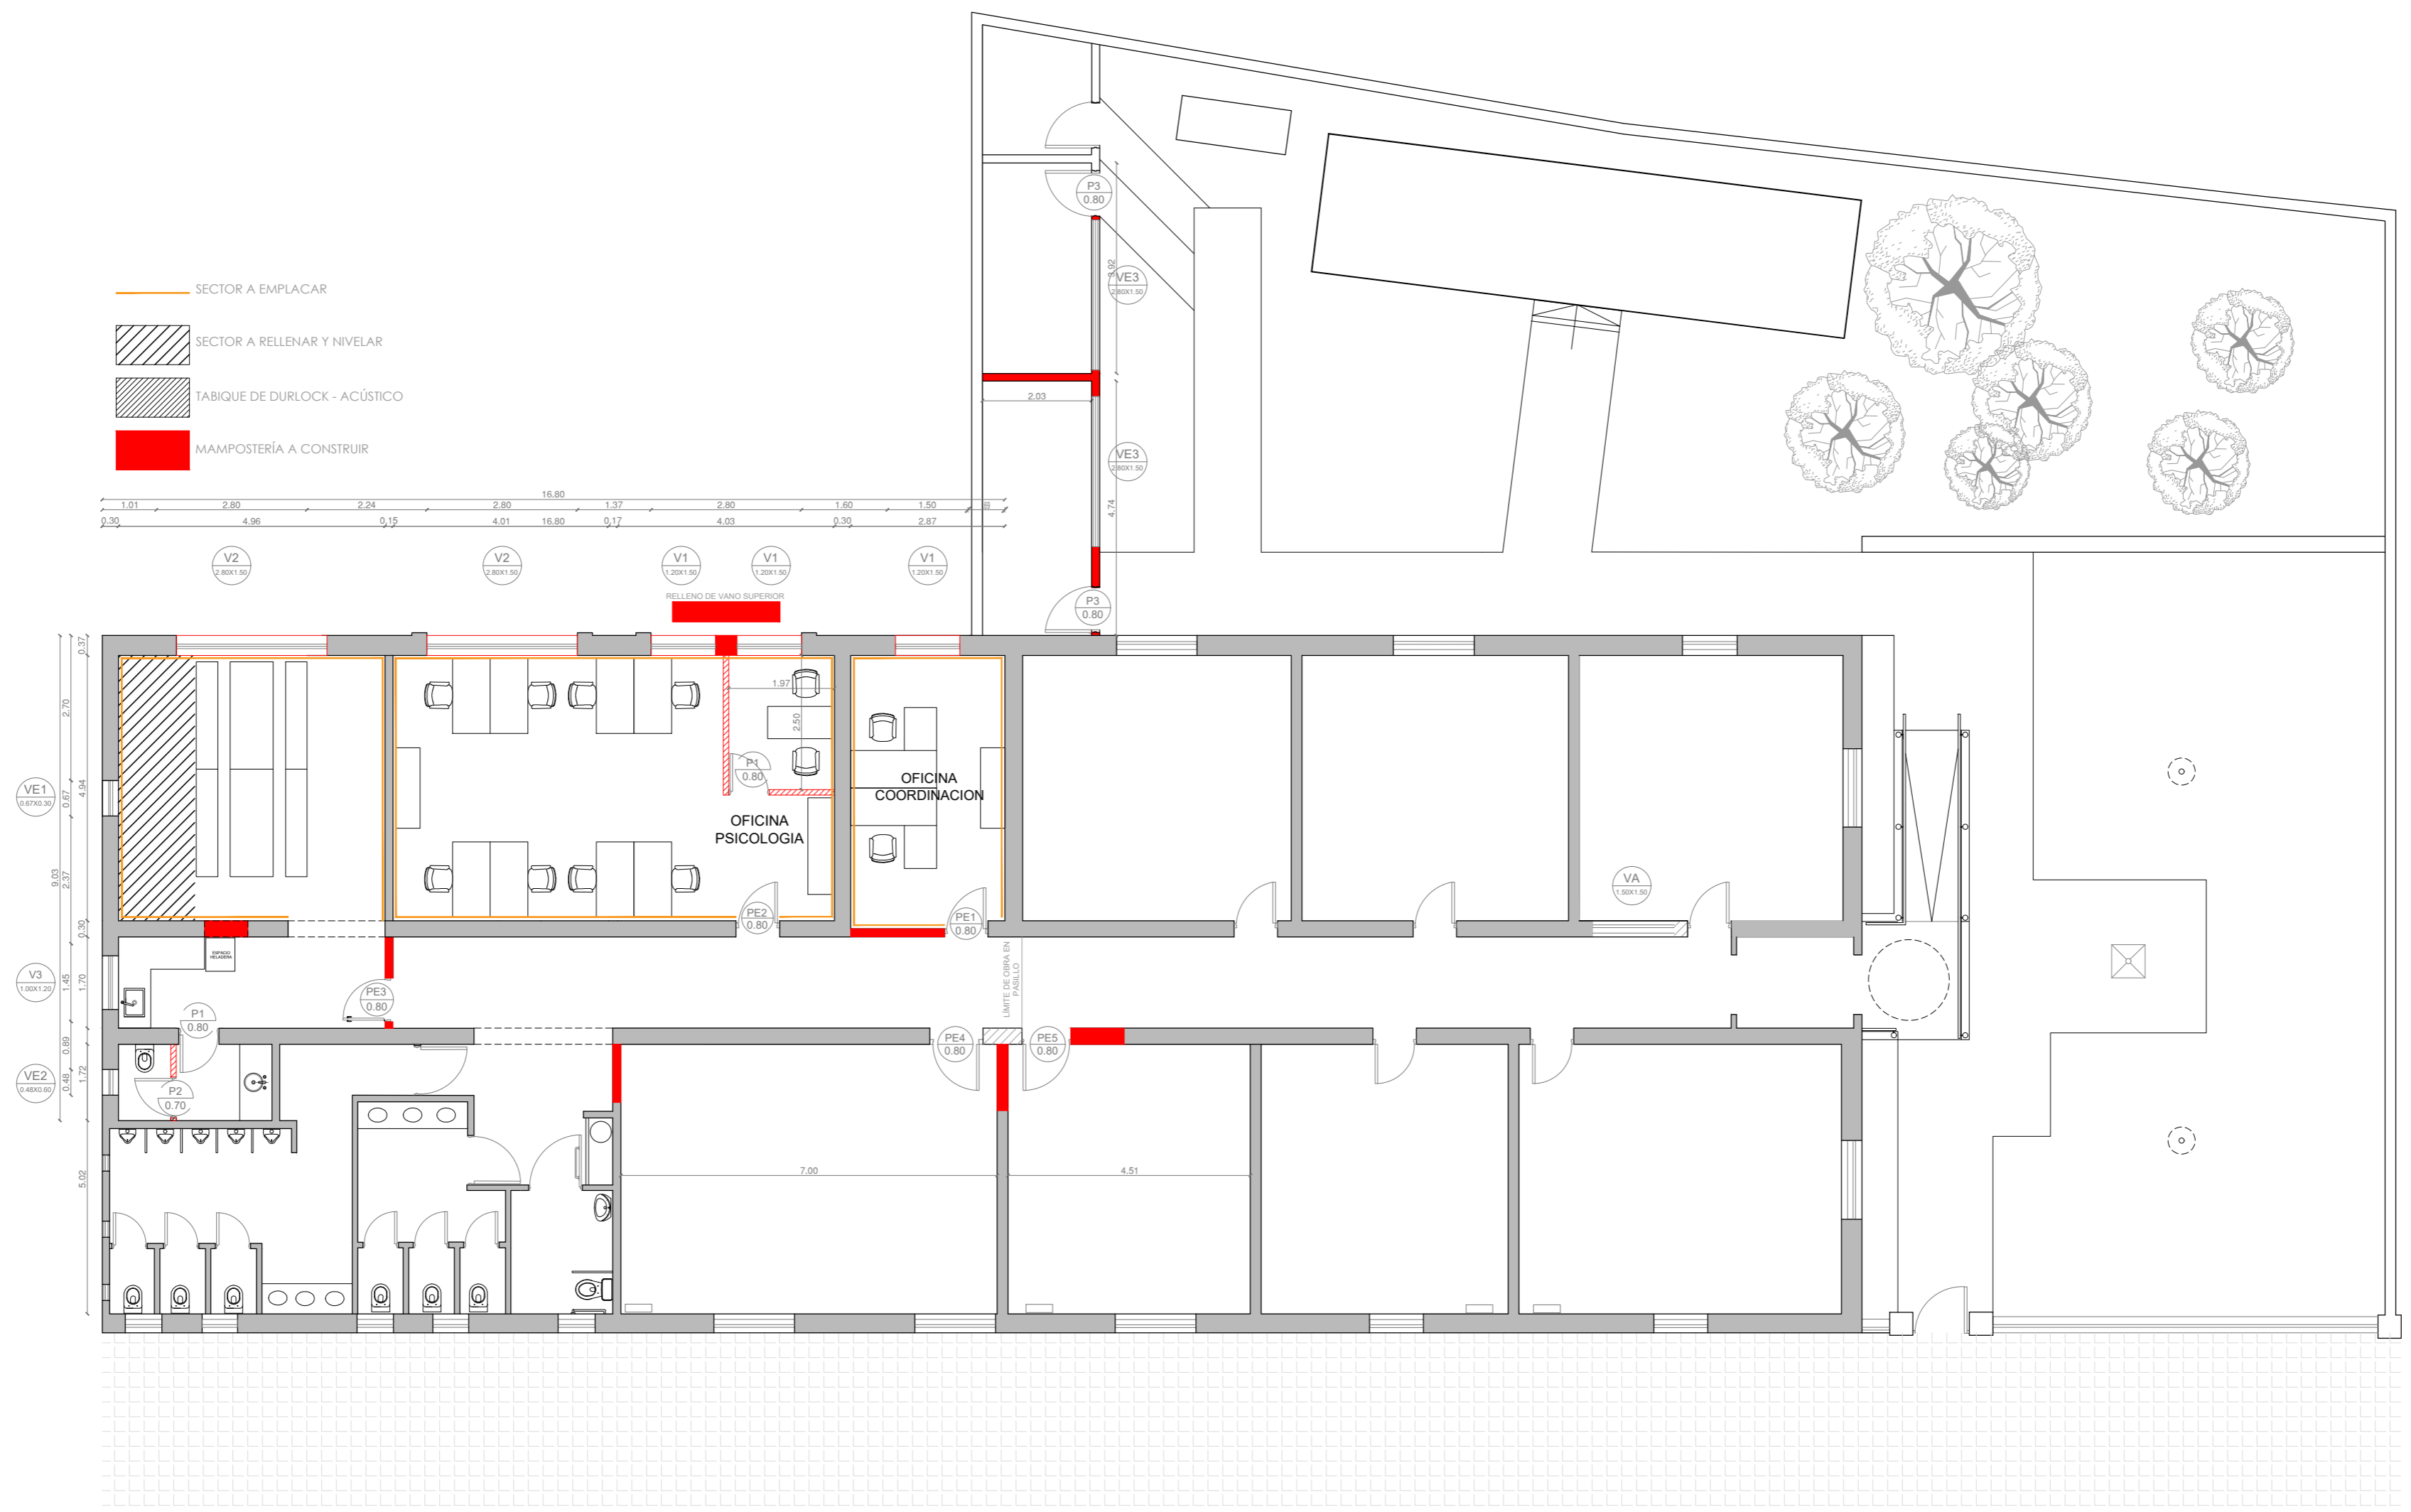 P3
0.80
3.92
VE3
2.80X1.50
SECTOR A EMPLACAR
SECTOR A RELLENAR Y NIVELAR
TABIQUE DE DURLOCK - ACÚSTICO
MAMPOSTERÍA A CONSTRUIR
2.03
VE3
2.80X1.50
4.74
16.80
1.01 2.80 2.24 2.80 1.37 2.80 1.60 1.50
0.30 4.96 0,15 4.01 16.80 0,17 4.03 0.30 2.87
V2
2.80X1.50
V2
2.80X1.50
V1
1.20X1.50
V1
1.20X1.50
V1
1.20X1.50
RELLENO DE VANO SUPERIOR
P3
0.80
0.37
2.70
4.94
0.67
9.03
2.37
0.30
1.45
1.70
0.89
0.48
1.72
5.02
1.97
2.50
P1
0.80
VE1
0.67X0.30
OFICINA
COORDINACION
OFICINA
PSICOLOGIA
VA
1.50X1.50
PE2
0.80
PE1
0.80
ESPACIO
HELADERA
LÍMITE DE OBRA EN
PASILLO
V3
1.00X1.20
PE3
0.80
P1
0.80
PE4
0.80
PE5
0.80
VE2
0.48X0.60
P2
0.70
7.00
4.51